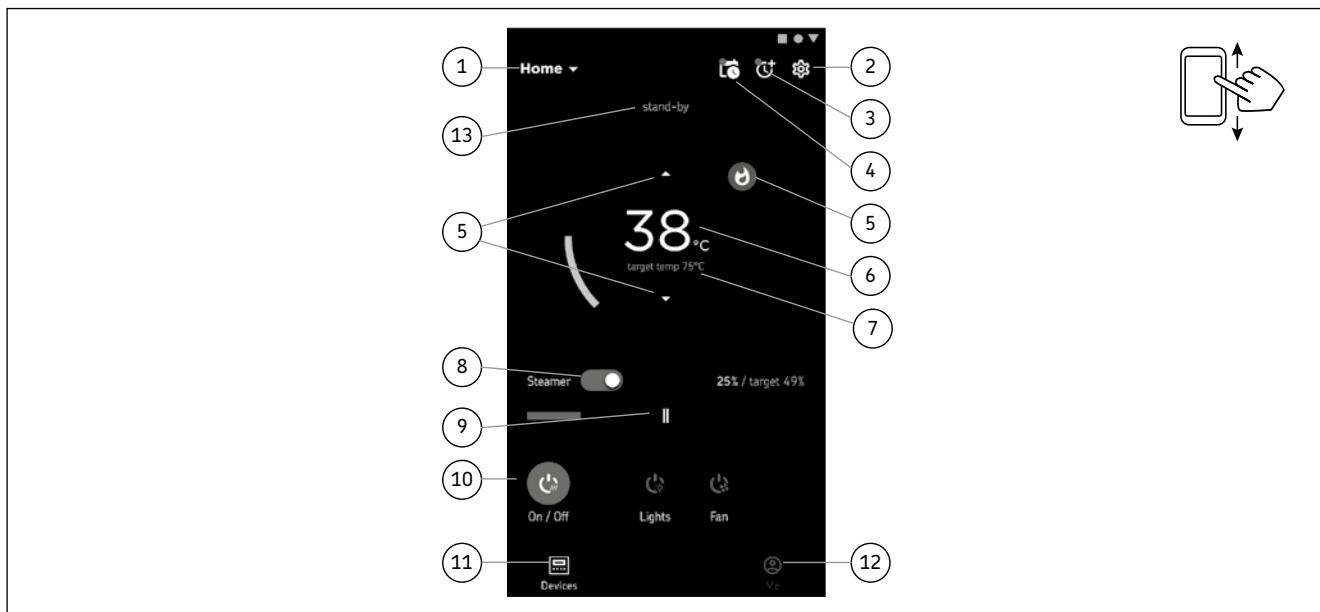 1
Home
2
stand-by
13
3
4
5
5
38 °C
6
target temp 75°C
7
8
Steamer
25% / target 49%
9
10
On / Off
Lights
Fan
11
12
Devices
Me